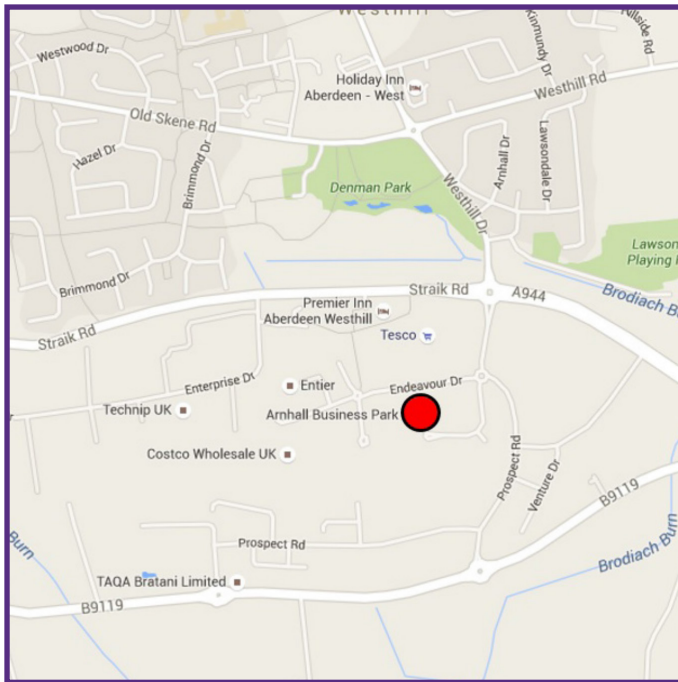 Westhill
Hillside Rd
Kinmundy Dr
Westwood Dr
Holiday Inn
Aberdeen - West
Westhill Rd
Old Skene Rd
Hazel Dr
Brimmond Dr
Arnhall Dr
Lawsondale Dr
Denman Park
Westhill Dr
Lawson
Playing
Brimmond Dr
Straik Rd
A944
Brodiach Bu
Premier Inn
Aberdeen Westhill
Straik Rd
Tesco
Enterprise Dr
Entier
Endeavour Dr
Technip UK
Arnhall Business Park
Costco Wholesale UK
Prospect Rd
Venture Dr
B9119
Burn
Prospect Rd
Brodiach Burn
TAQA Bratani Limited
B9119